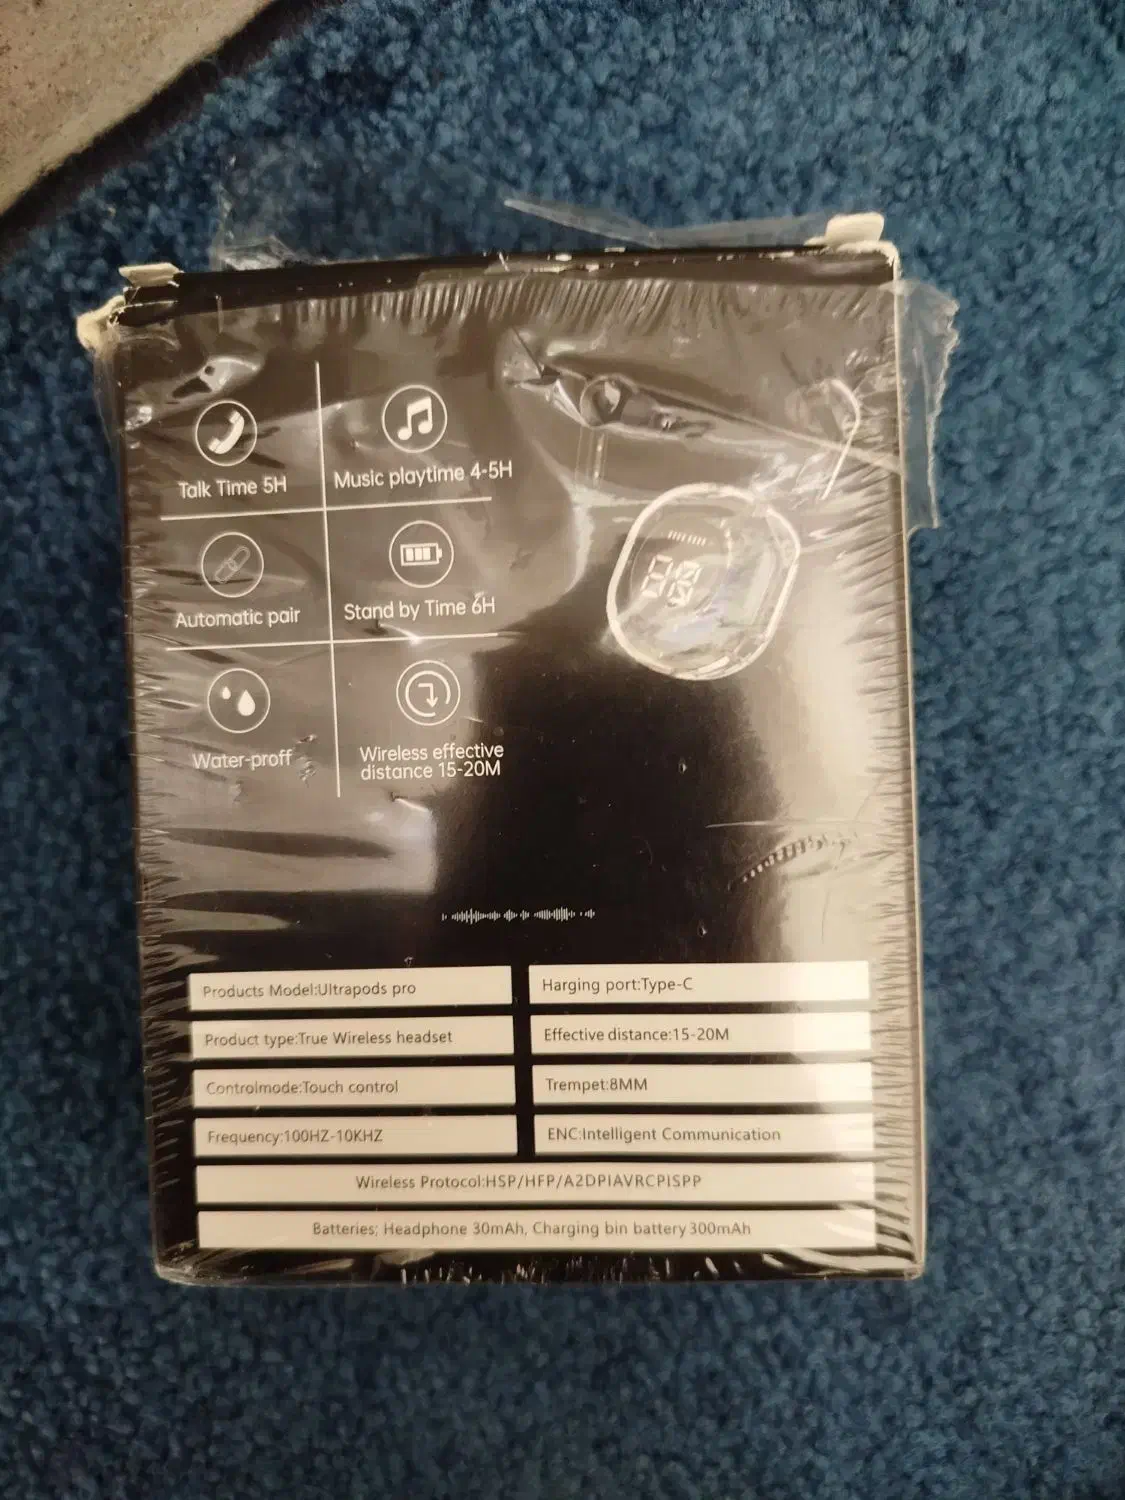 Talk Time 5H
Music playtime 4-5H
Automatic pair
Stand by Time 6H
Water-proff
Wireless effective
distance 15-20M
Products Model:Ultrapods pro
Harging port:Type-C
Product type:True Wireless headset
Effective distance:15-20M
Controlmode:Touch control
Trempet:8MM
Frequency:100HZ-10KHZ
ENC:Intelligent Communication
Wireless Protocol:HSP/HFP/A2DPIAVRCPISPP
Batteries; Headphone 30mAh, Charging bin battery 300mAh